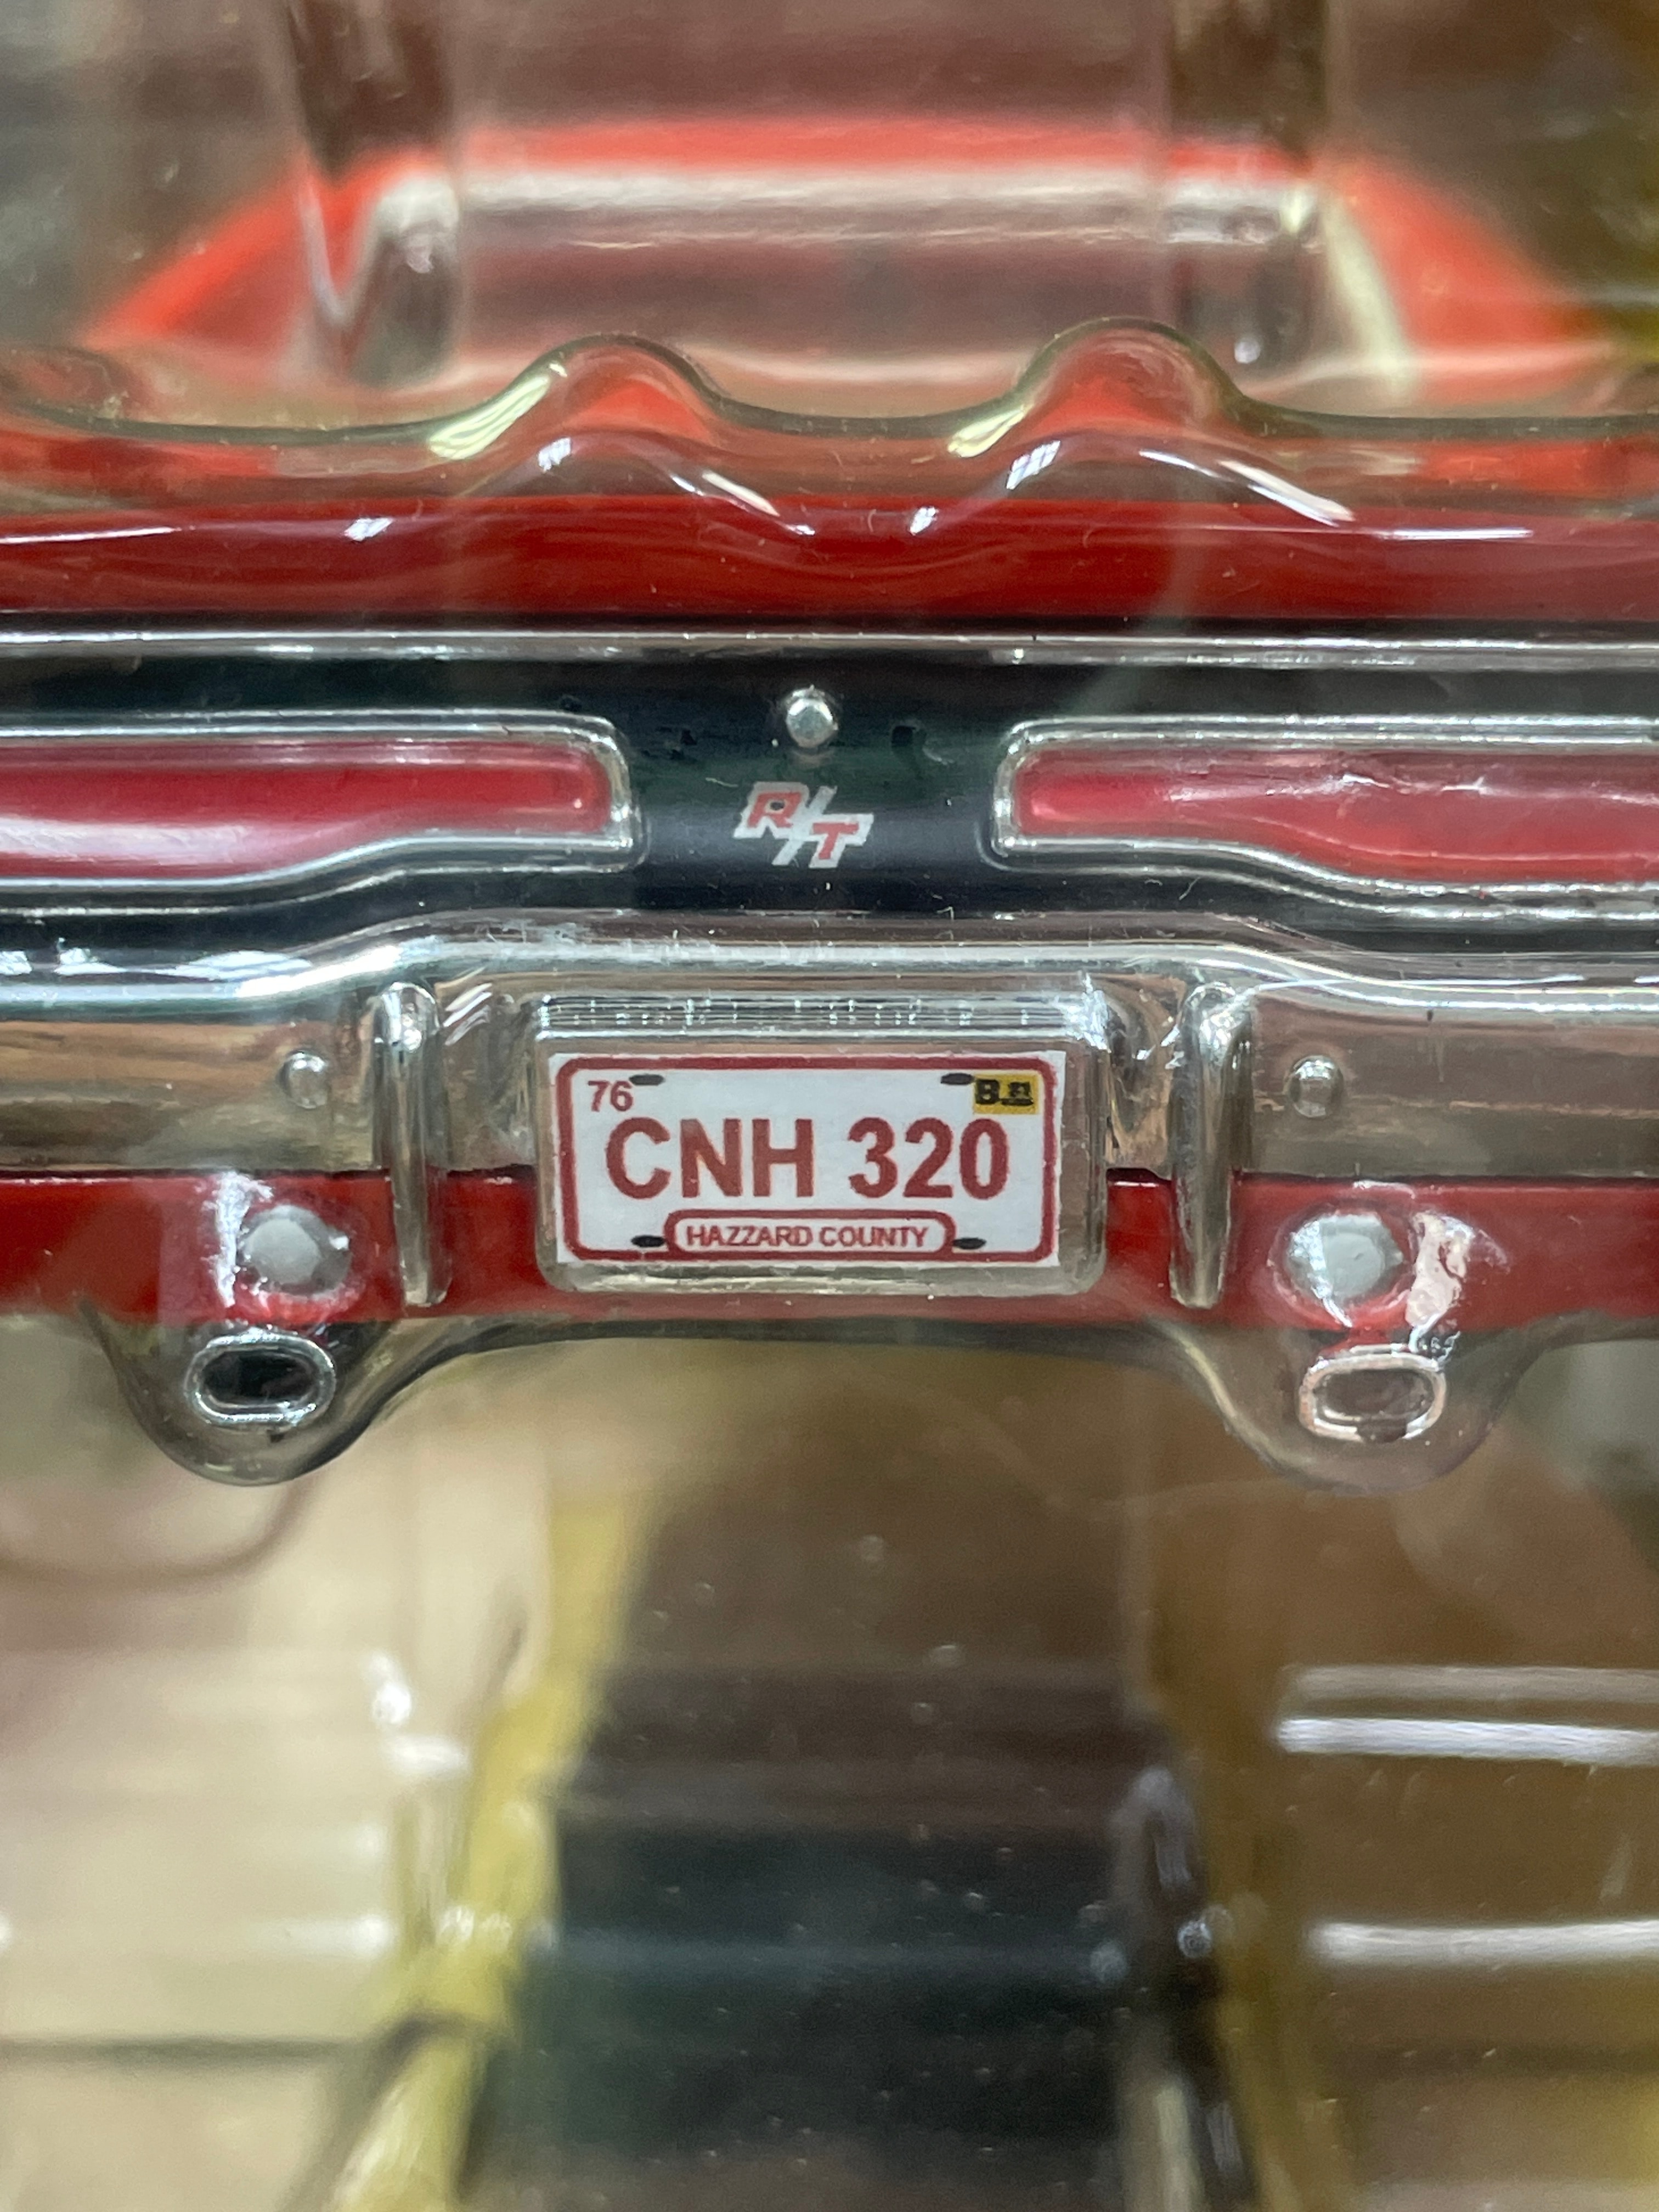 R/T
76
CNH 320
HAZZARD COUNTY